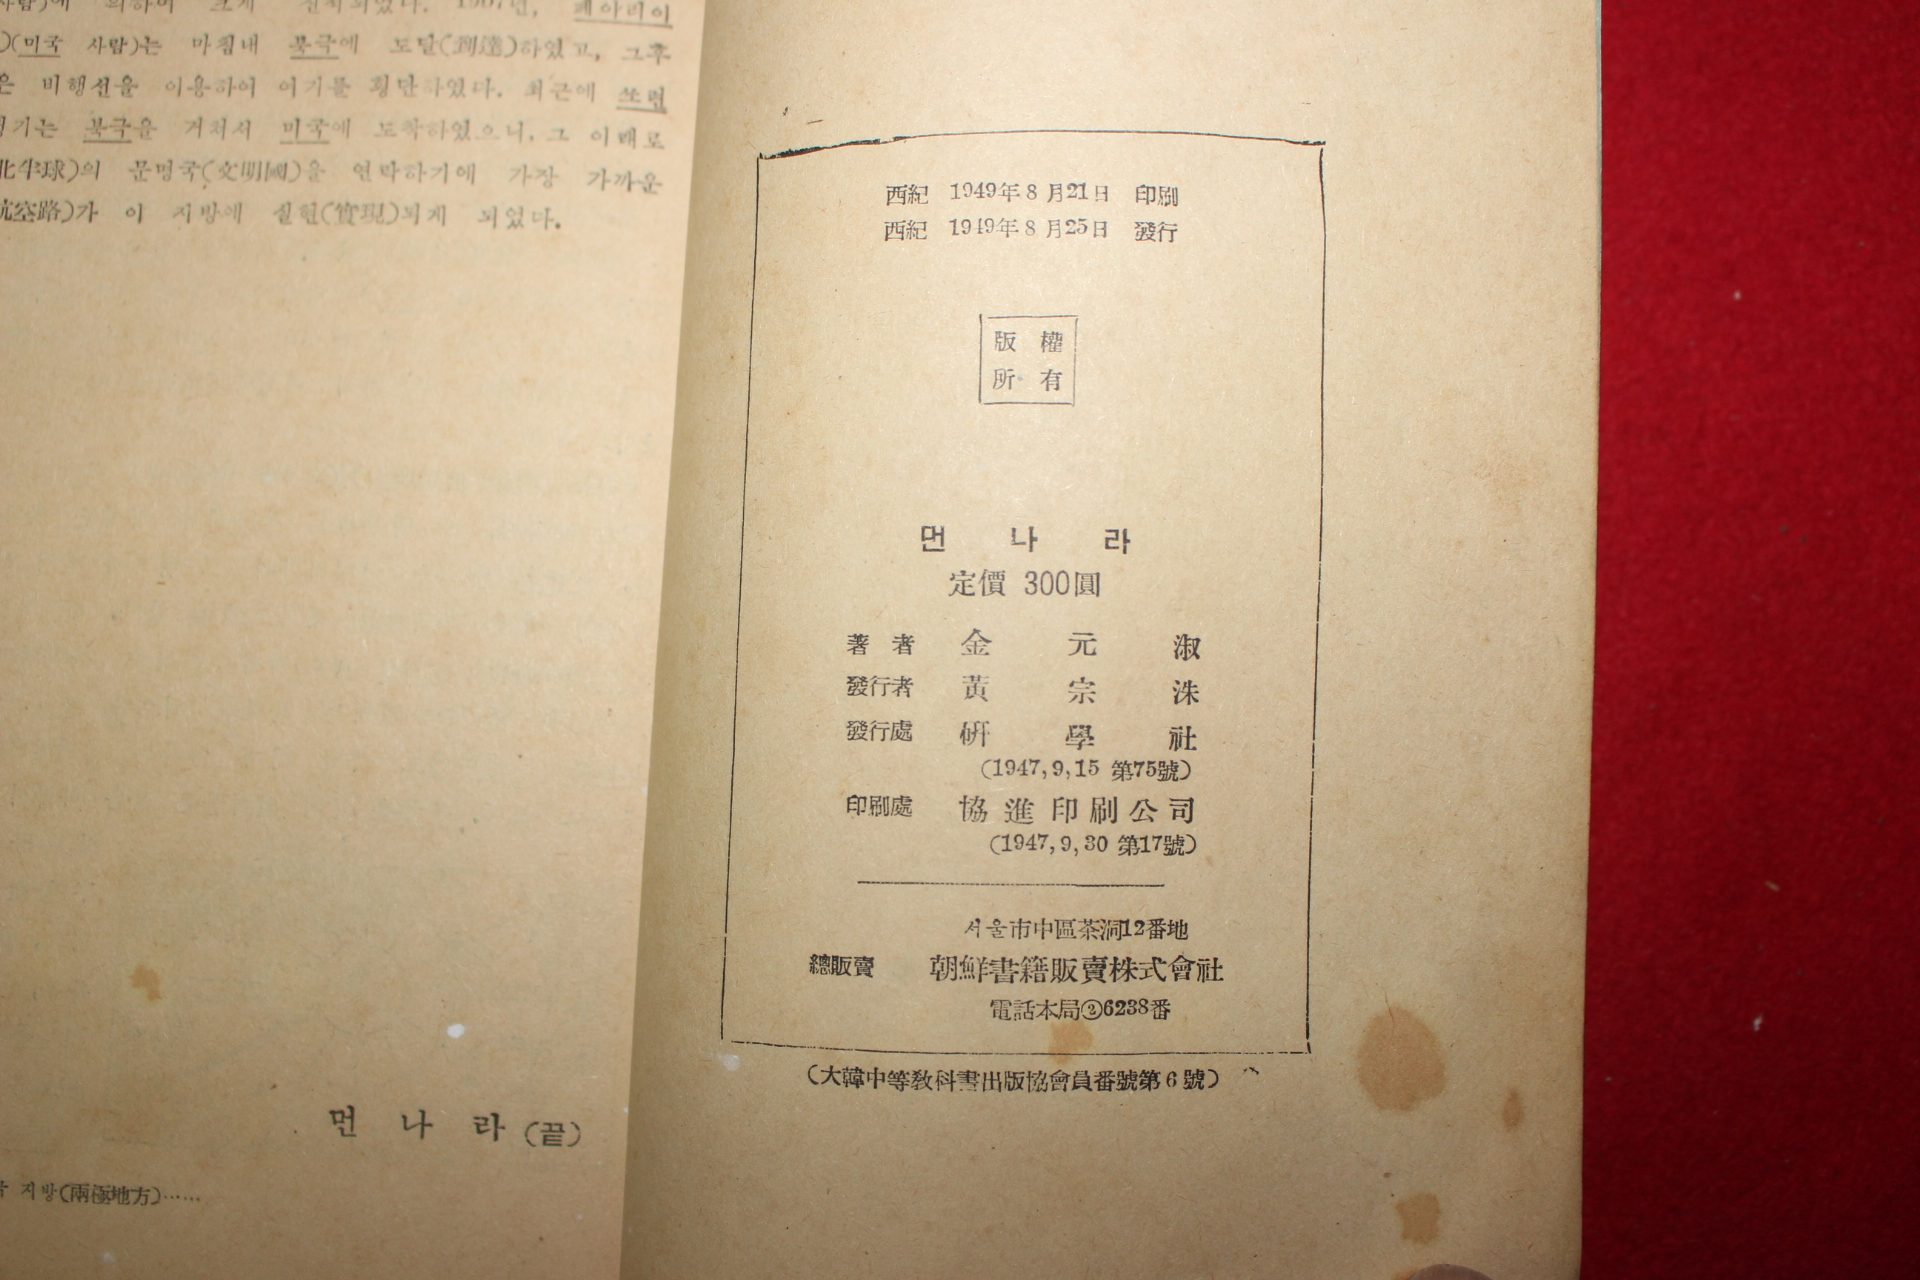 사람)에 의하여 크게
)(미국 사람)는 마침내 북극에 도달(到達)하였고, 그후
은 비행선을 이용하여 여기를 횡단하였다. 최근에 쏘련
기는 북극을 거쳐서 미국에 도착하였으니, 그 이래로
北半球)의 문명국(文明國)을 연락하기에 가장 가까운
航空路)가 이 지방에 실현(實現)되게 되었다.
먼 나 라 (끝)
지방(兩極地方)……
西紀 1949年 8 月21日 印刷
西紀 1949年 8 月25日 發行
版 權
所 有
먼 나 라
定價 300圓
著 者 金 元 淑
發行者 黃 宗 洙
發行處 硏 學 社
(1947, 9, 15 第75號)
印刷處 協進印刷公司
(1947, 9, 30 第17號)
서울市中區茶洞12番地
總販賣 朝鮮書籍販賣株式會社
電話本局②6238番
(大韓中等敎科書出版協會員番號第 6 號)